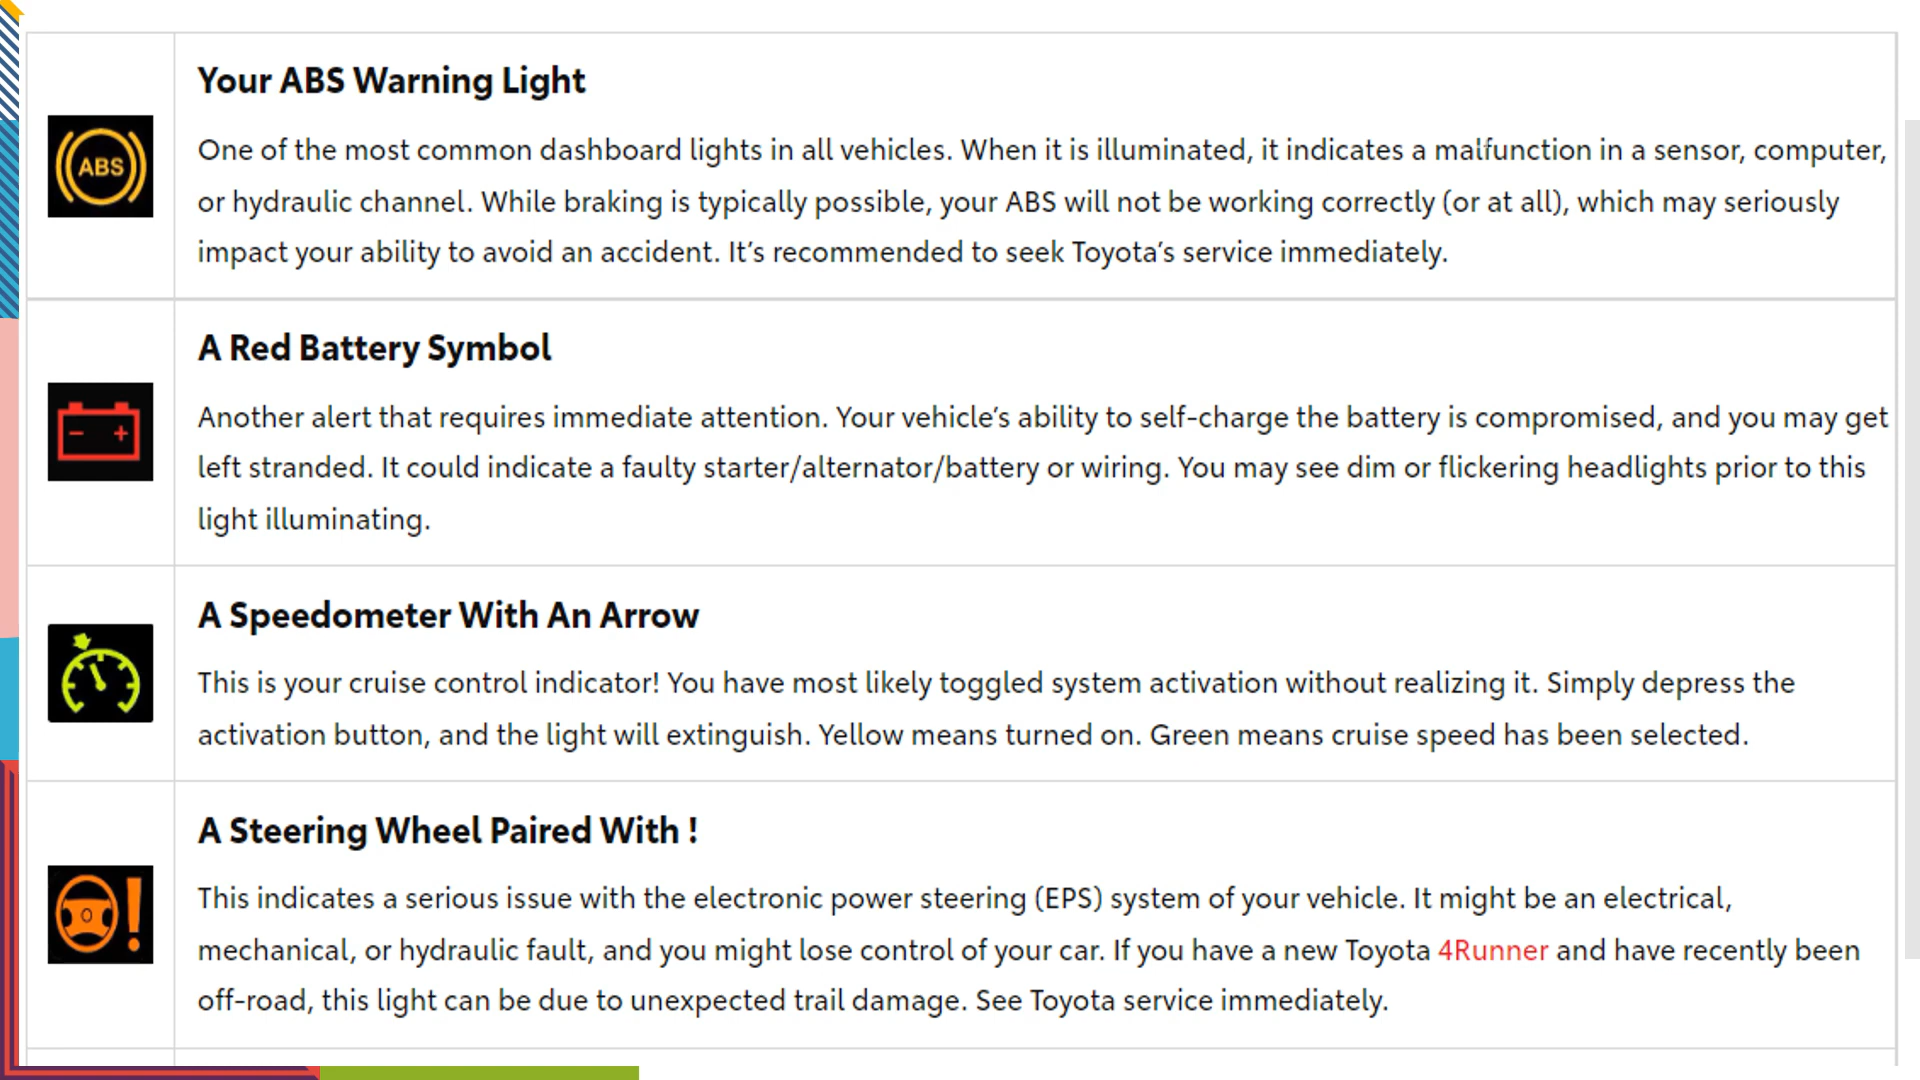 Your ABS Warning Light
ABS
One of the most common dashboard lights in all vehicles. When it is illuminated, it indicates a malfunction in a sensor, computer,
or hydraulic channel. While braking is typically possible, your ABS will not be working correctly (or at all), which may seriously
impact your ability to avoid an accident. It’s recommended to seek Toyota’s service immediately.
A Red Battery Symbol
- +
Another alert that requires immediate attention. Your vehicle’s ability to self-charge the battery is compromised, and you may get
left stranded. It could indicate a faulty starter/alternator/battery or wiring. You may see dim or flickering headlights prior to this
light illuminating.
A Speedometer With An Arrow
This is your cruise control indicator! You have most likely toggled system activation without realizing it. Simply depress the
activation button, and the light will extinguish. Yellow means turned on. Green means cruise speed has been selected.
A Steering Wheel Paired With !
!
This indicates a serious issue with the electronic power steering (EPS) system of your vehicle. It might be an electrical,
mechanical, or hydraulic fault, and you might lose control of your car. If you have a new Toyota 4Runner and have recently been
off-road, this light can be due to unexpected trail damage. See Toyota service immediately.